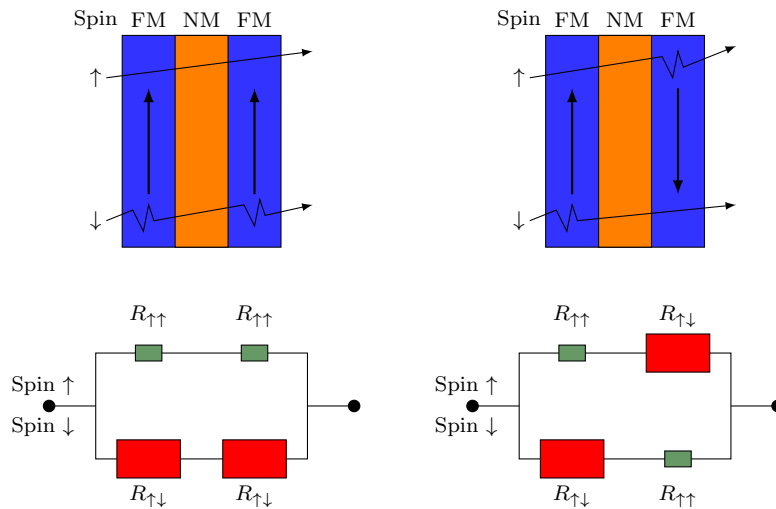 Spin FM NM FM
↑
↓
Spin FM NM FM
↑
↓
R↑↑ R↑↑
Spin ↑
Spin ↓
R↑↓ R↑↓
R↑↑ R↑↓
Spin ↑
Spin ↓
R↑↓ R↑↑